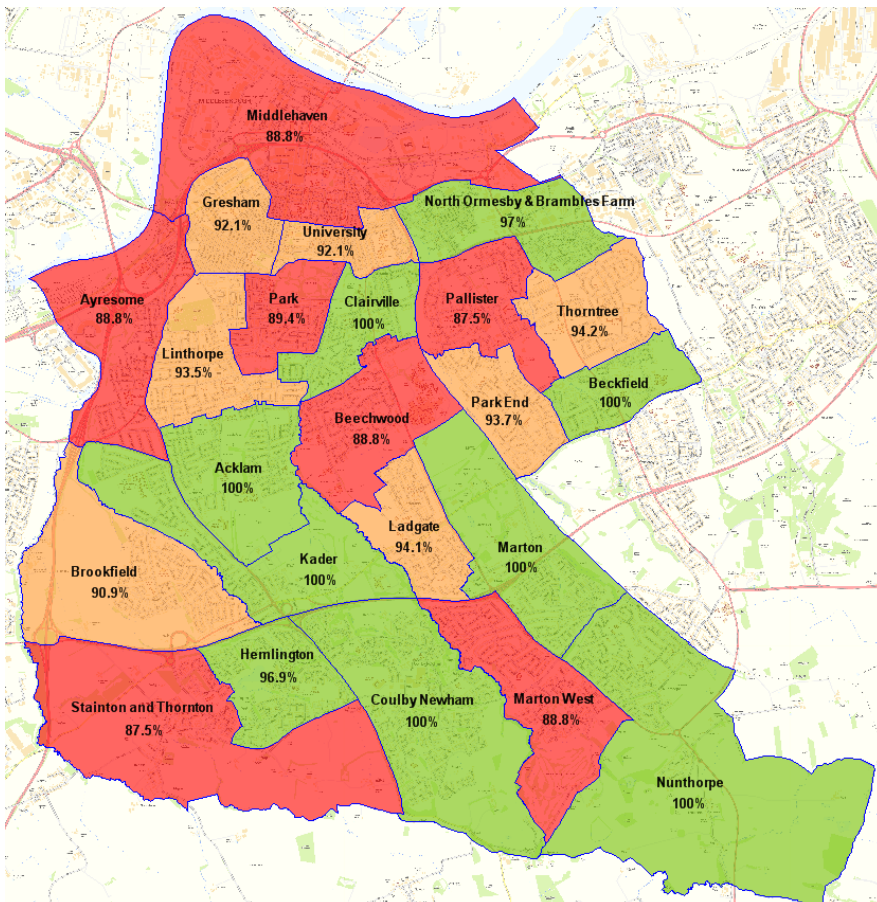 Middlehaven
88.8%
Gresham
92.1%
University
92.1%
North Ormesby & Brambles Farm
97%
Ayresome
88.8%
Park
89.4%
Clairville
100%
Pallister
87.5%
Thorntree
94.2%
Linthorpe
93.5%
Beckfield
100%
Park End
93.7%
Beechwood
88.8%
Acklam
100%
Ladgate
94.1%
Marton
100%
Kader
100%
Brookfield
90.9%
Hemlington
96.9%
Stainton and Thornton
87.5%
Coulby Newham
100%
Marton West
88.8%
Nunthorpe
100%